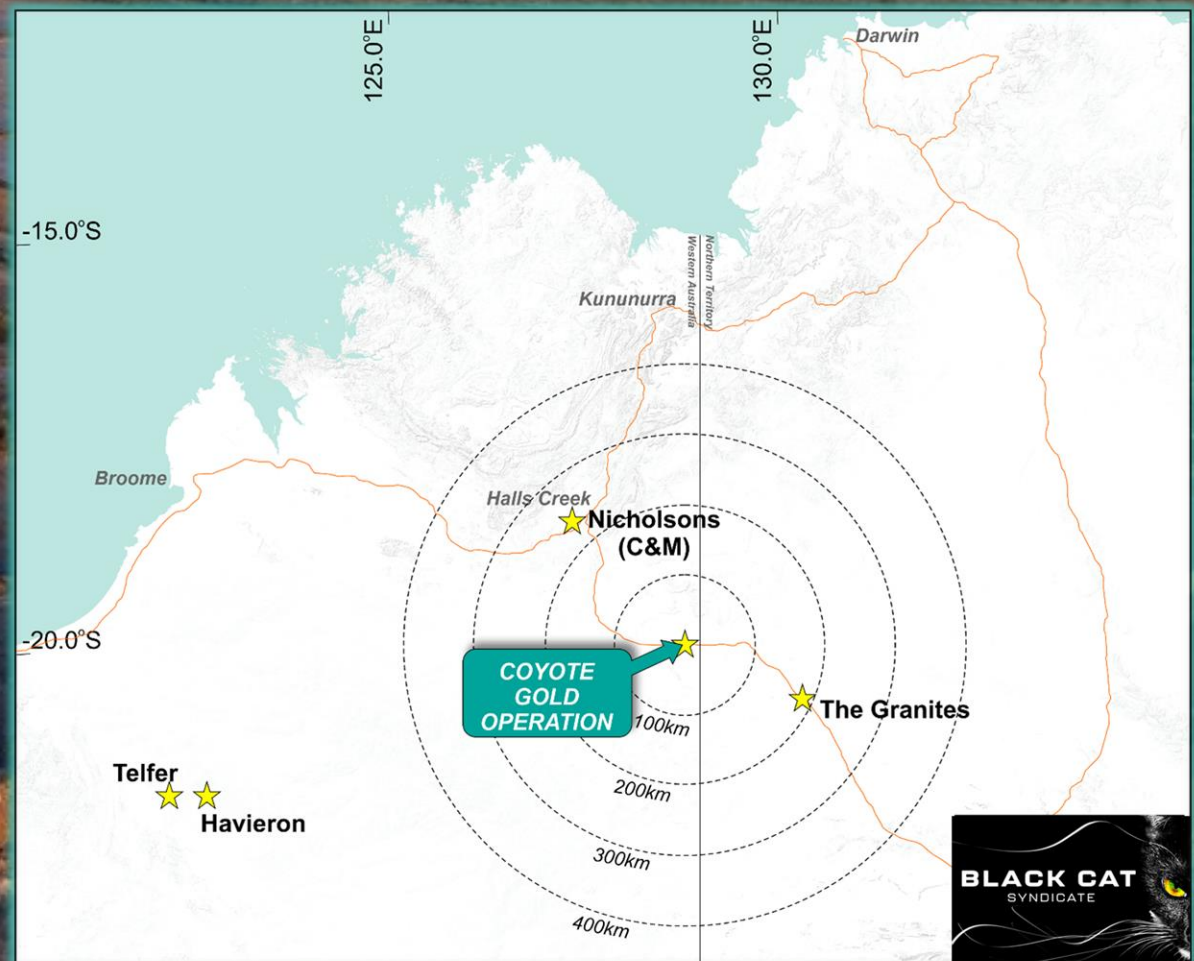 125.0°E
130.0°E
Darwin
-15.0°S
Western Australia
Northern Territory
Kununurra
Broome
Halls Creek
Nicholsons
(C&M)
-20.0°S
COYOTE
GOLD
OPERATION
100km
The Granites
200km
Telfer
Havieron
300km
400km
BLACK CAT
SYNDICATE